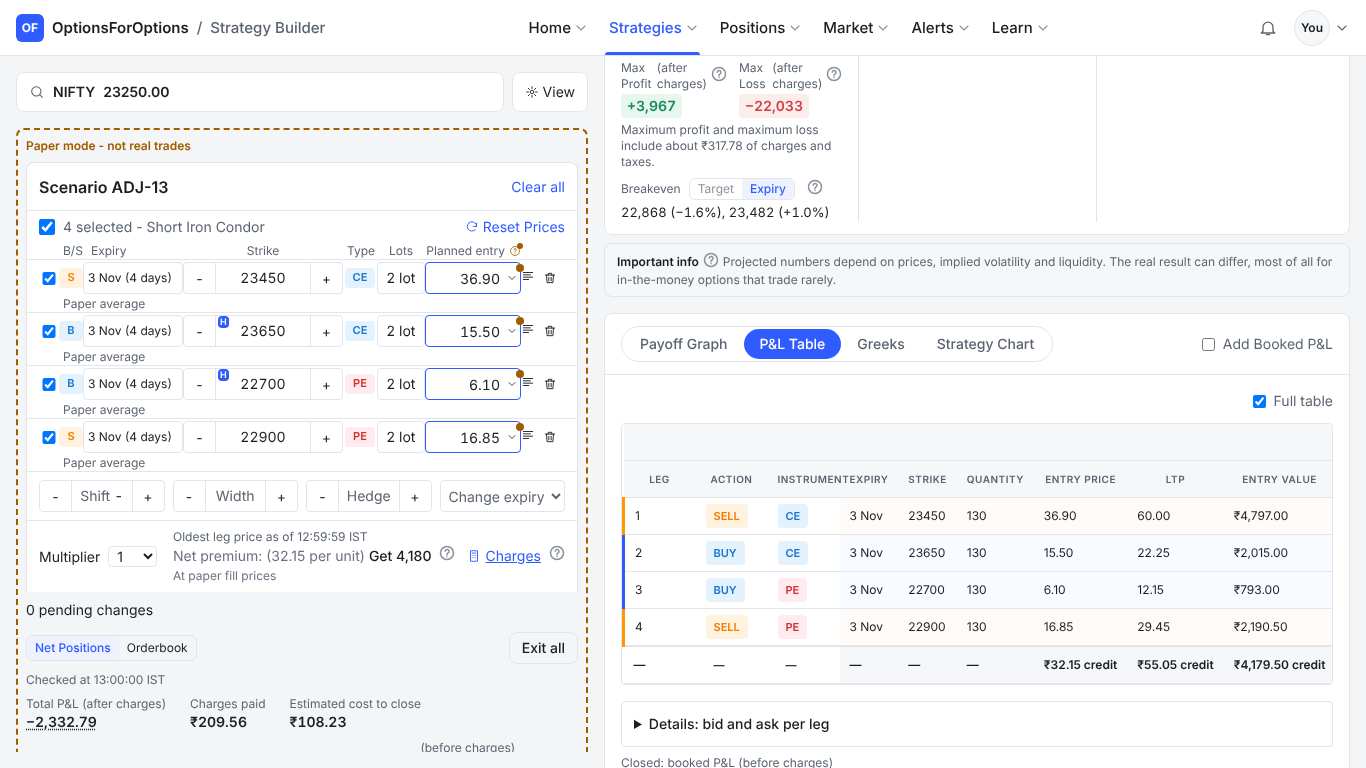 OF OptionsForOptions / Strategy Builder Home Strategies Positions Market Alerts Learn You
NIFTY 23250.00 View
Paper mode - not real trades
Scenario ADJ-13 Clear all
4 selected - Short Iron Condor Reset Prices
B/S Expiry Strike Type Lots Planned entry ?
S 3 Nov (4 days) - 23450 + CE 2 lot 36.90
Paper average
B 3 Nov (4 days) - H 23650 + CE 2 lot 15.50
Paper average
B 3 Nov (4 days) - H 22700 + PE 2 lot 6.10
Paper average
S 3 Nov (4 days) - 22900 + PE 2 lot 16.85
Paper average
- Shift - + - Width + - Hedge + Change expiry
Oldest leg price as of 12:59:59 IST
Multiplier 1 Net premium: (32.15 per unit) Get 4,180 ? Charges ?
At paper fill prices
0 pending changes
Net Positions Orderbook Exit all
Checked at 13:00:00 IST
Total P&L (after charges) Charges paid Estimated cost to close
−2,332.79 ₹209.56 ₹108.23
(before charges)
Max Profit (after charges) ? Max Loss (after charges) ?
+3,967 −22,033
Maximum profit and maximum loss
include about ₹317.78 of charges and
taxes.
Breakeven Target Expiry ?
22,868 (−1.6%), 23,482 (+1.0%)
Important info ? Projected numbers depend on prices, implied volatility and liquidity. The real result can differ, most of all for
in-the-money options that trade rarely.
Payoff Graph P&L Table Greeks Strategy Chart Add Booked P&L
Full table
LEG ACTION INSTRUMENT EXPIRY STRIKE QUANTITY ENTRY PRICE LTP ENTRY VALUE
1 SELL CE 3 Nov 23450 130 36.90 60.00 ₹4,797.00
2 BUY CE 3 Nov 23650 130 15.50 22.25 ₹2,015.00
3 BUY PE 3 Nov 22700 130 6.10 12.15 ₹793.00
4 SELL PE 3 Nov 22900 130 16.85 29.45 ₹2,190.50
— — — — — — ₹32.15 credit ₹55.05 credit ₹4,179.50 credit
Details: bid and ask per leg
Closed: booked P&L (before charges)